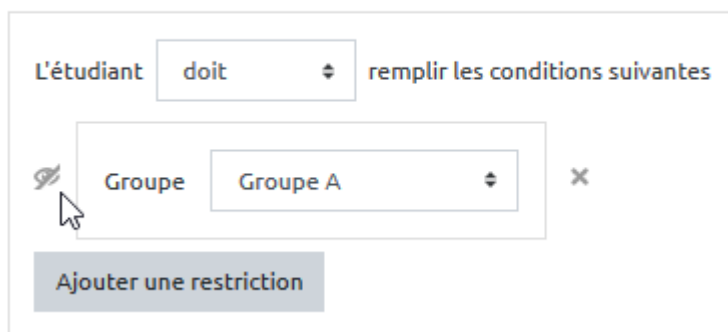 L'étudiant doit remplir les conditions suivantes
Groupe Groupe A
Ajouter une restriction